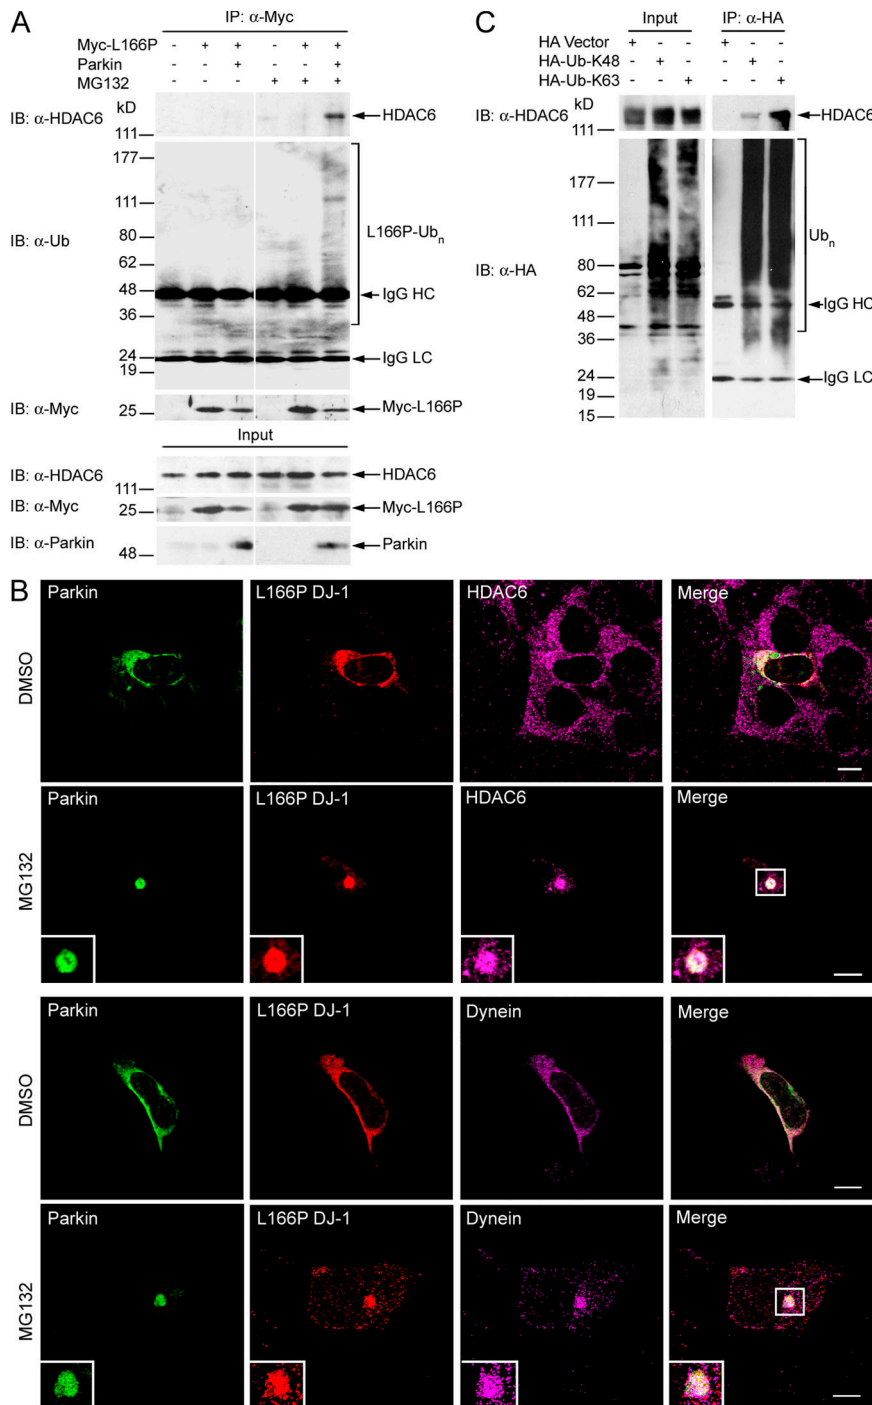 A
IP: α-Myc
Myc-L166P - + + - + +
Parkin - - + - - +
MG132 - - - + + +
kD
IB: α-HDAC6
HDAC6
111
177
111
80
62
48
36
24
19
IB: α-Ub
L166P-Ubn
IgG HC
IgG LC
IB: α-Myc
25
Myc-L166P
Input
IB: α-HDAC6
HDAC6
111
IB: α-Myc
25
Myc-L166P
IB: α-Parkin
48
Parkin
C
Input
IP: α-HA
HA Vector + - - + - -
HA-Ub-K48 - + - - + -
HA-Ub-K63 - - + - - +
kD
IB: α-HDAC6
HDAC6
111
177
111
80
62
48
36
24
19
15
IB: α-HA
Ubn
IgG HC
IgG LC
B
DMSO
Parkin
L166P DJ-1
HDAC6
Merge
MG132
Parkin
L166P DJ-1
HDAC6
Merge
DMSO
Parkin
L166P DJ-1
Dynein
Merge
MG132
Parkin
L166P DJ-1
Dynein
Merge